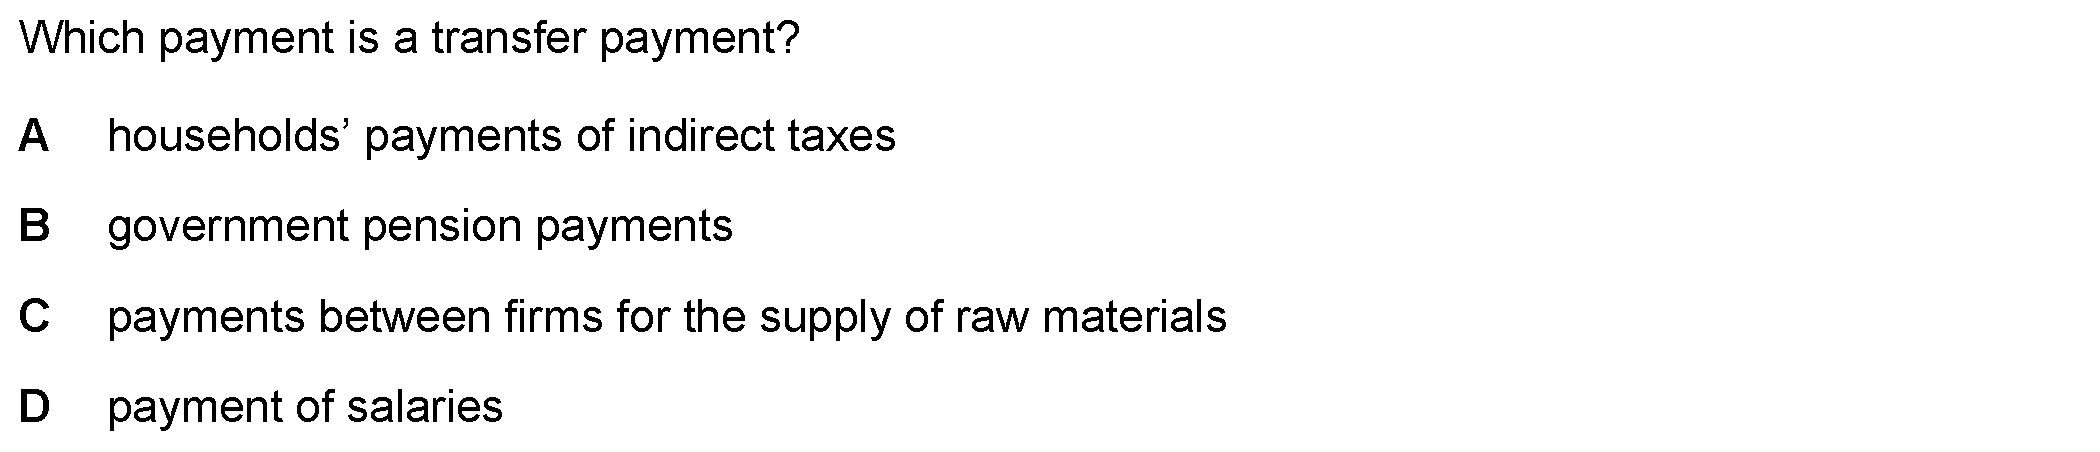 Which payment is a transfer payment?
A households’ payments of indirect taxes
B government pension payments
C payments between firms for the supply of raw materials
D payment of salaries